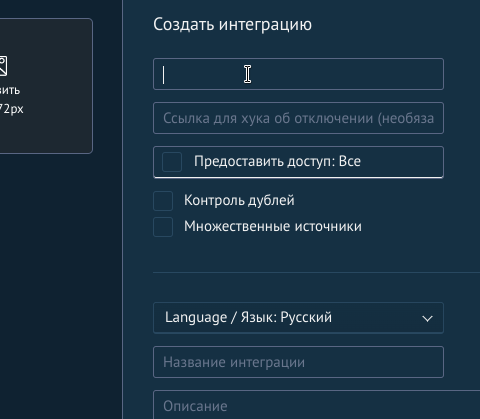 Создать интеграцию
вить
72px
Ссылка для хука об отключении (необяза
Предоставить доступ: Все
Контроль дублей
Множественные источники
Language / Язык: Русский
Название интеграции
Описание